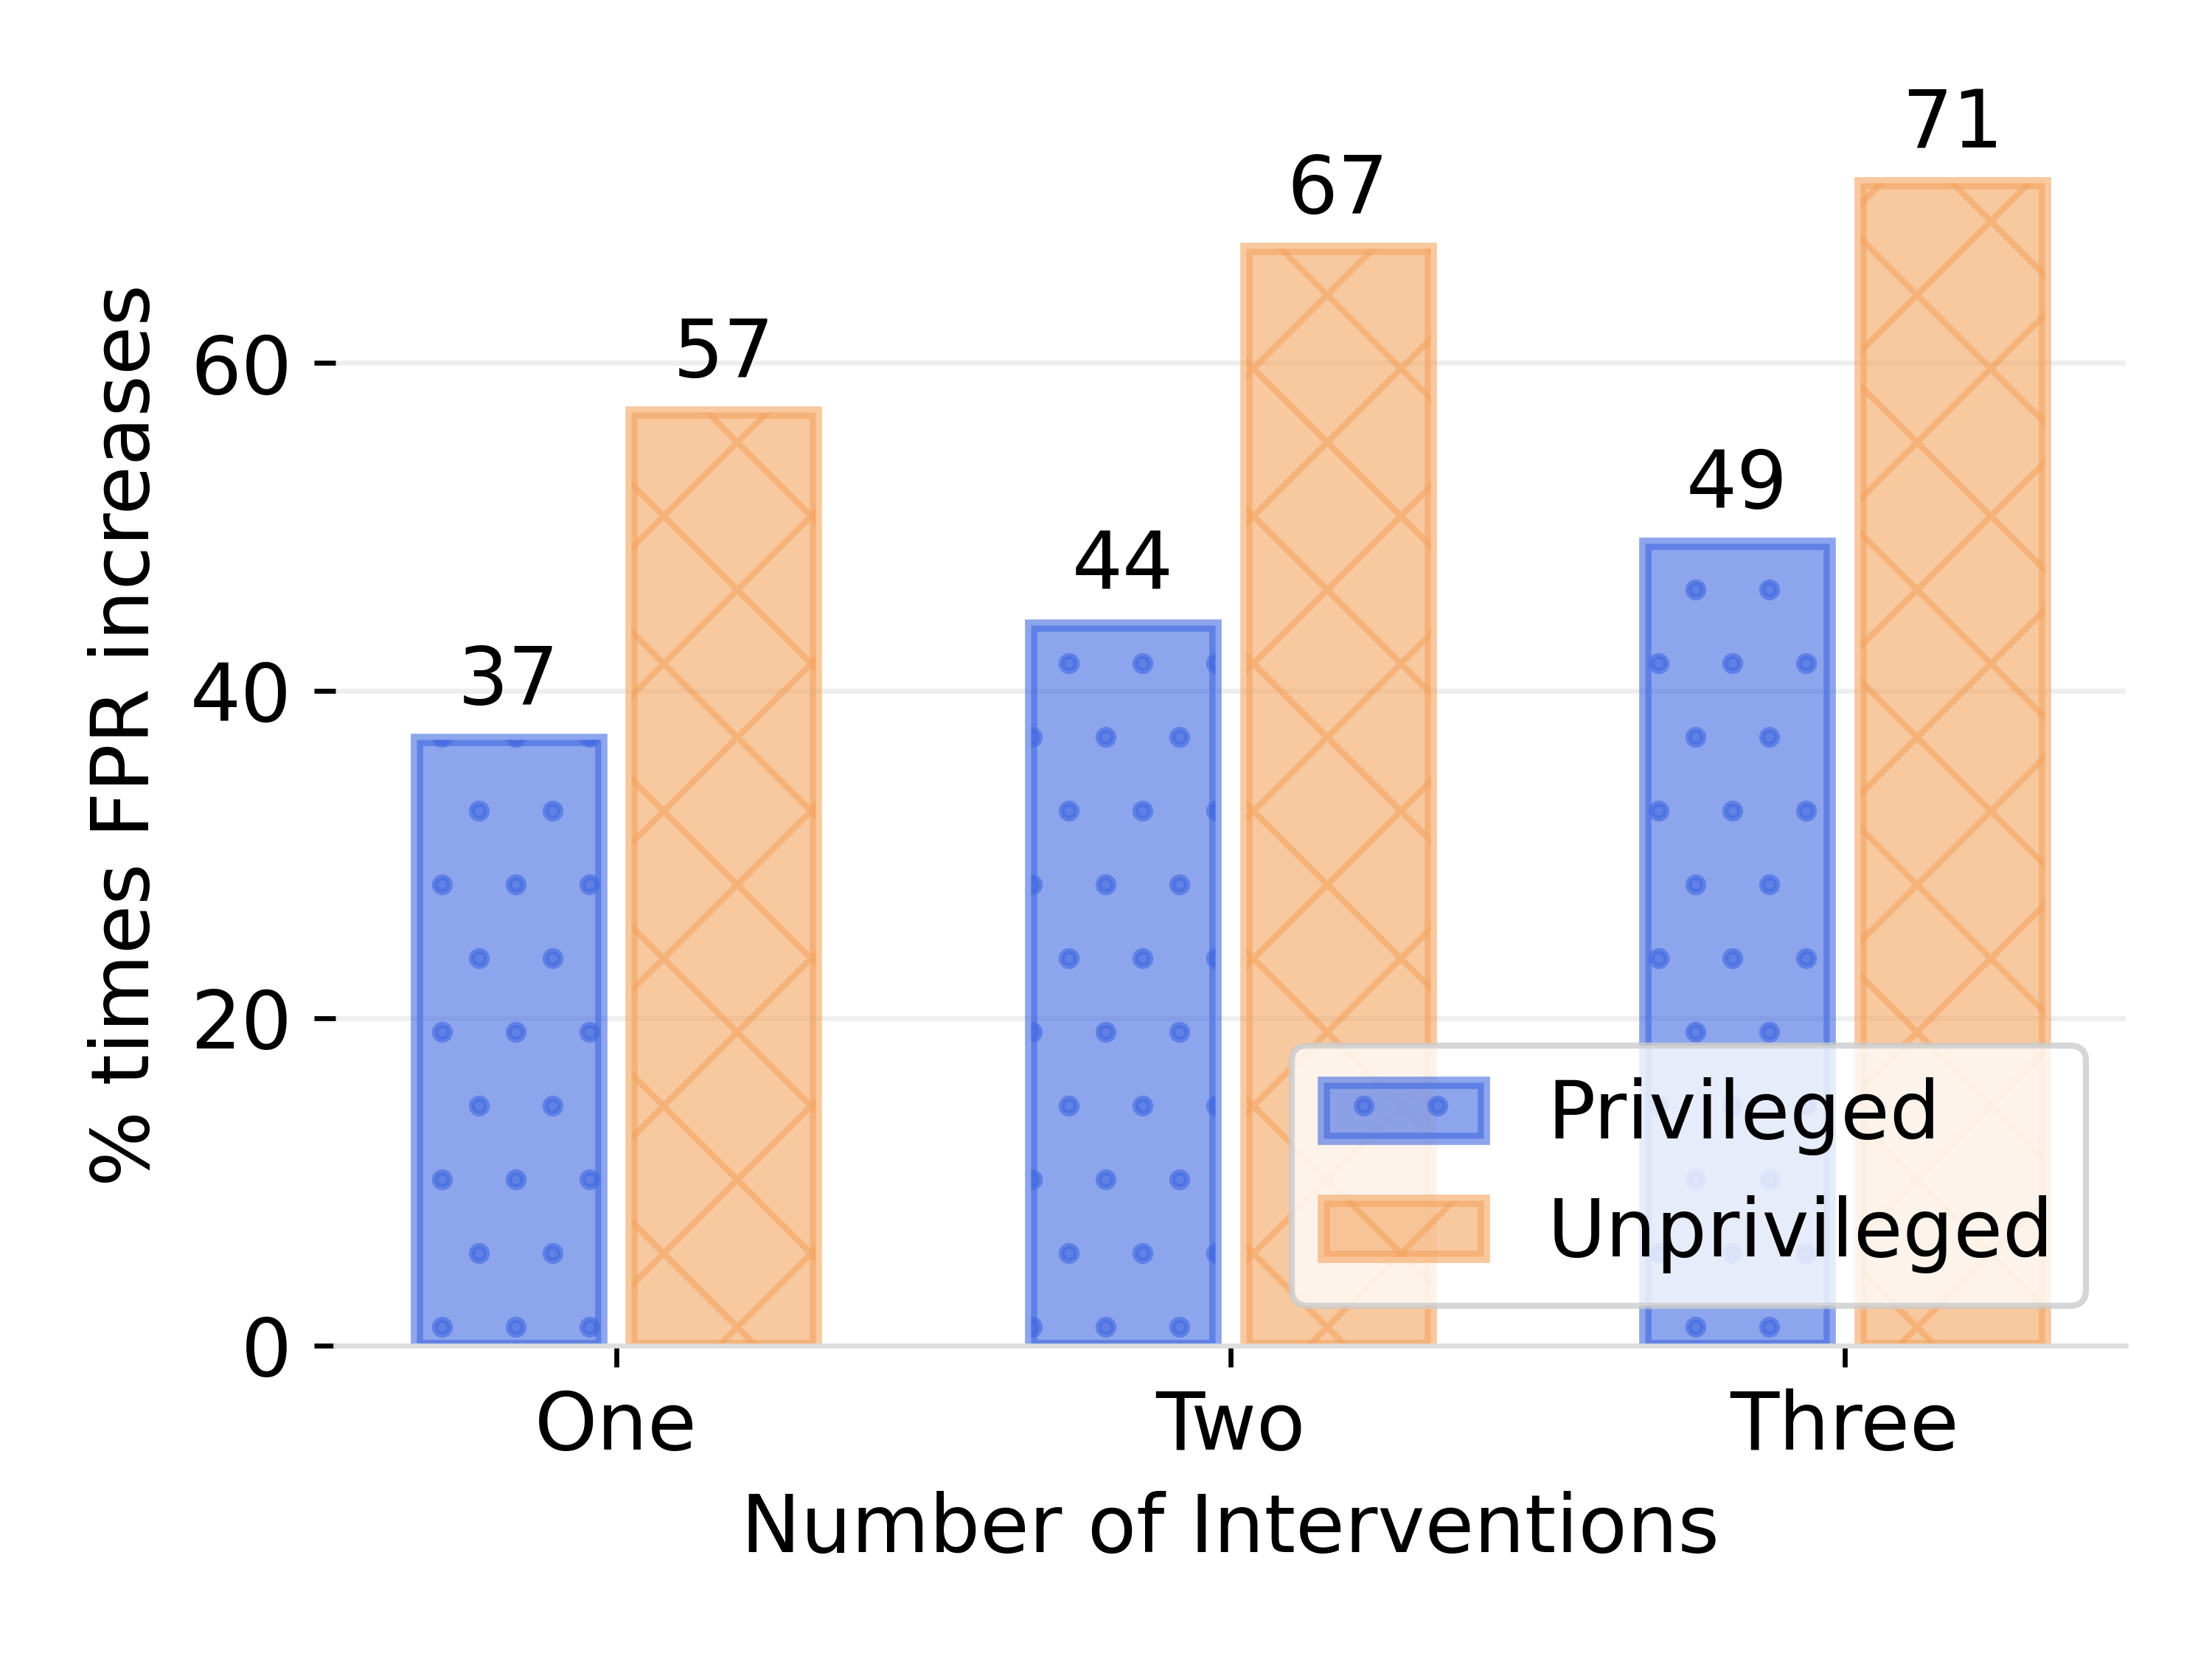 % times FPR increases
60
40
20
0
37
57
44
67
49
71
Privileged
Unprivileged
One
Two
Three
Number of Interventions